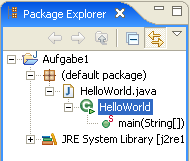 Package Explorer
Aufgabe1
(default package)
HelloWorld.java
HelloWorld
main(String[])
JRE System Library [j2re1